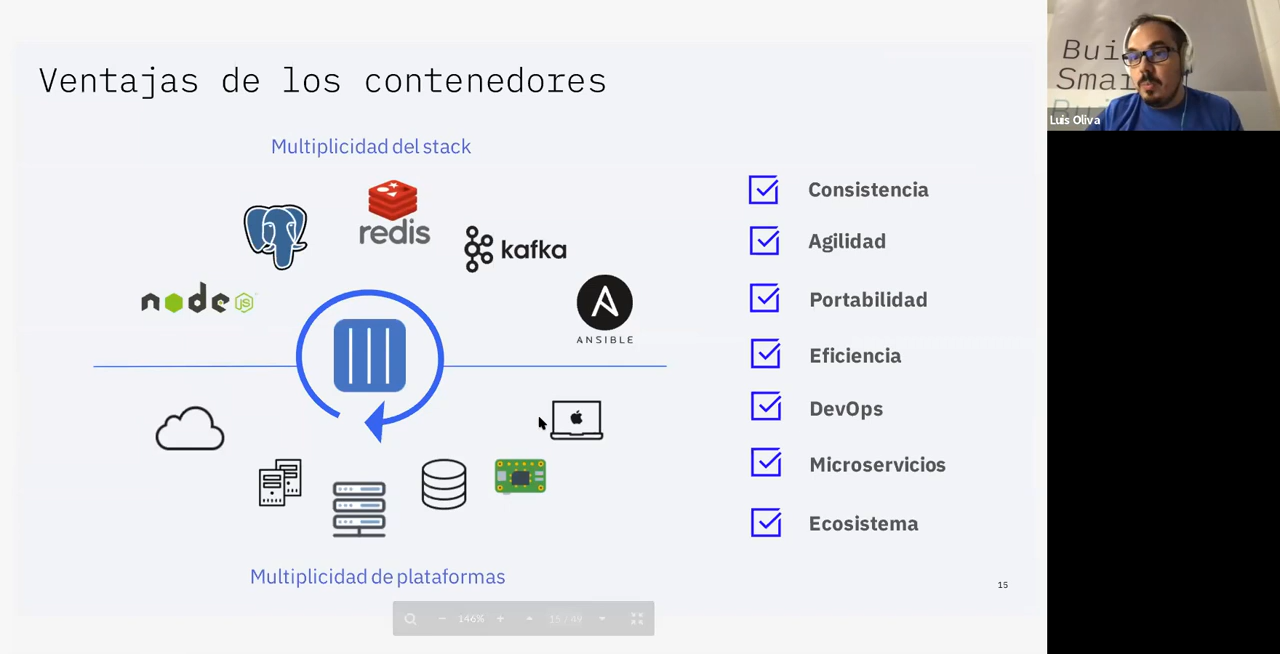 Ventajas de los contenedores
Multiplicidad del stack
redis
kafka
node
JS
ANSIBLE
Multiplicidad de plataformas
Consistencia
Agilidad
Portabilidad
Eficiencia
DevOps
Microservicios
Ecosistema
15
146%
Luis Oliva